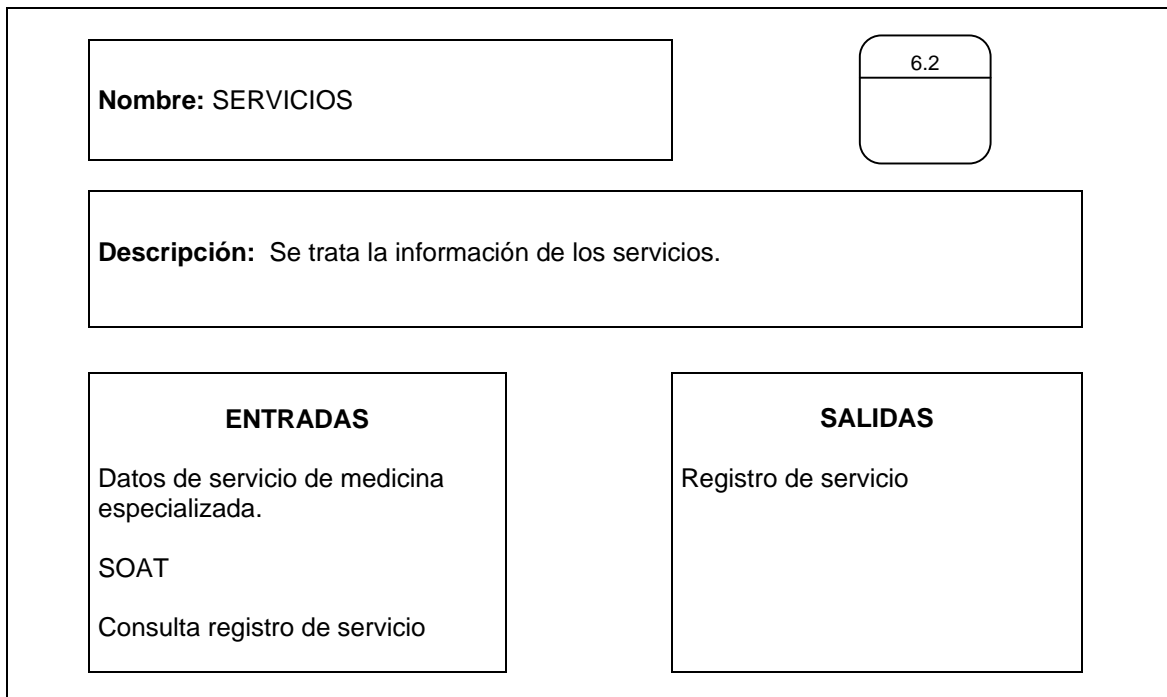 6.2
Nombre: SERVICIOS
Descripción: Se trata la información de los servicios.
ENTRADAS
Datos de servicio de medicina
especializada.
SOAT
Consulta registro de servicio
SALIDAS
Registro de servicio